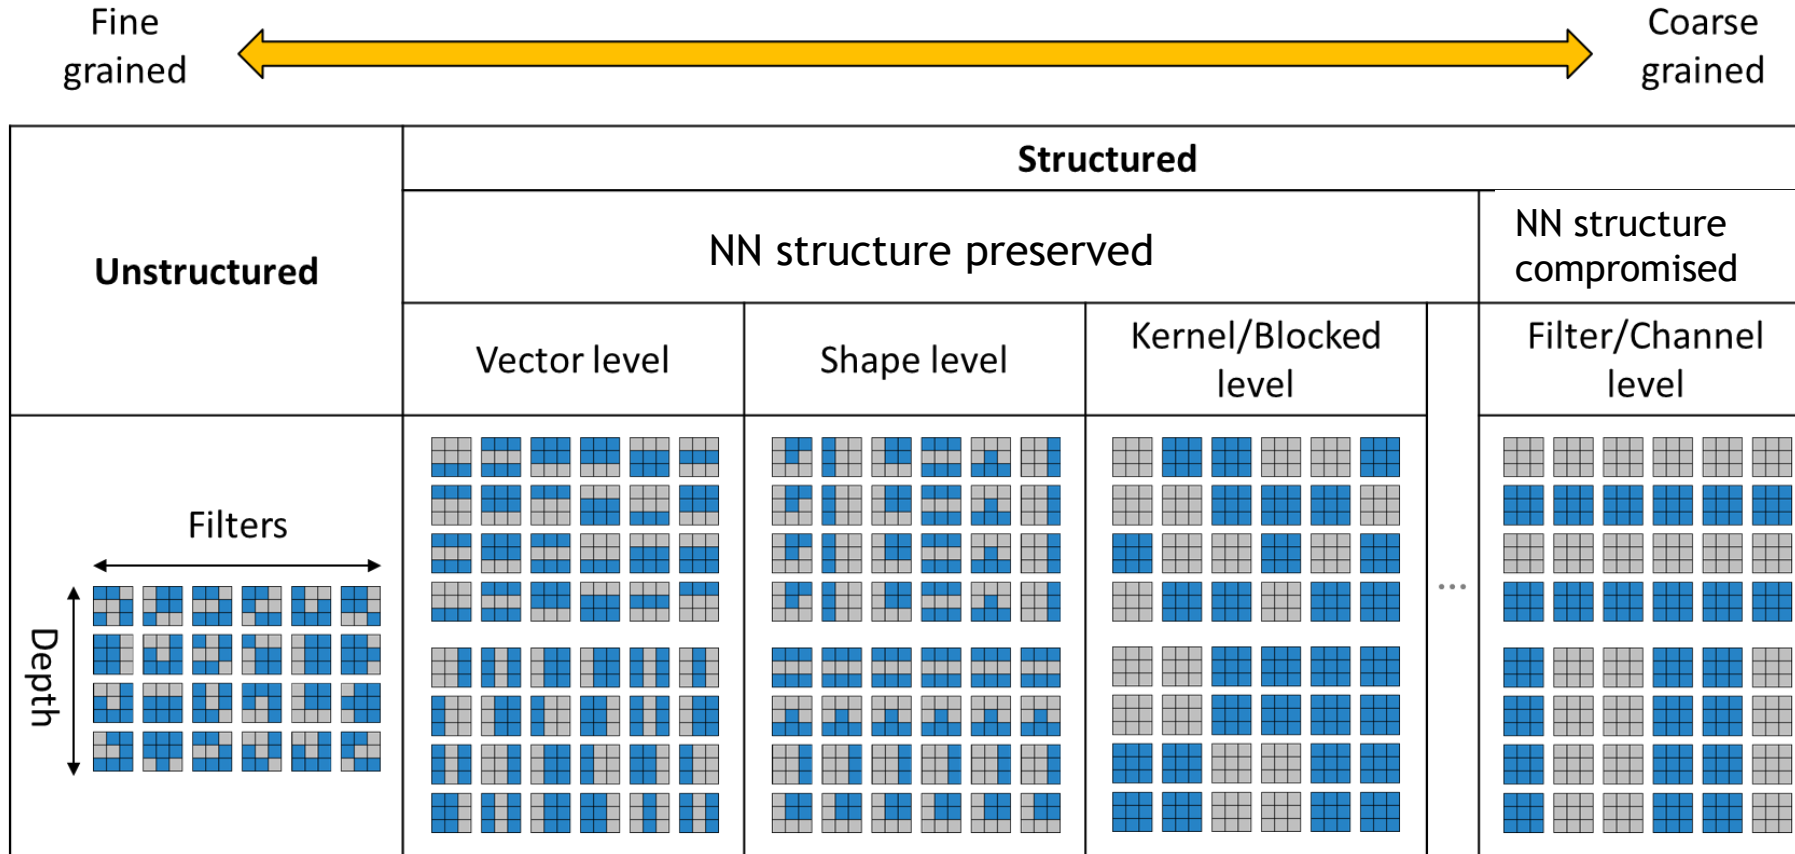 Fine
grained
Coarse
grained
Structured
Unstructured
NN structure preserved
NN structure
compromised
Vector level
Shape level
Kernel/Blocked
level
Filter/Channel
level
Filters
Depth
...